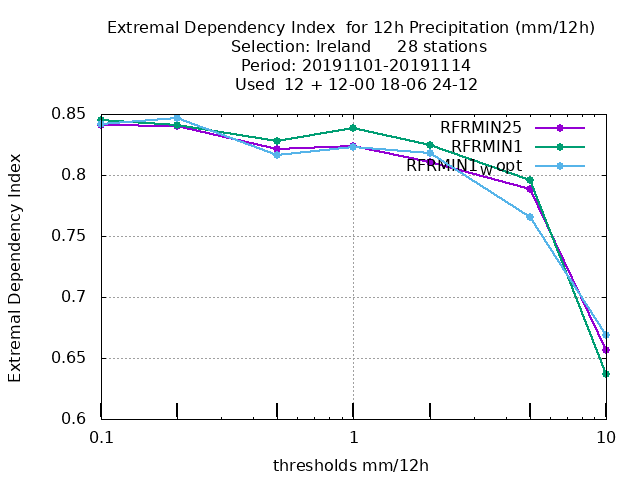 Extremal Dependency Index  for 12h Precipitation (mm/12h)
Selection: Ireland     28 stations
Period: 20191101-20191114
Used  12 + 12-00 18-06 24-12
RFRMIN25
RFRMIN1
RFRMIN1wopt
0.85
0.8
0.75
0.7
0.65
0.6
Extremal Dependency Index
0.1
1
10
thresholds mm/12h